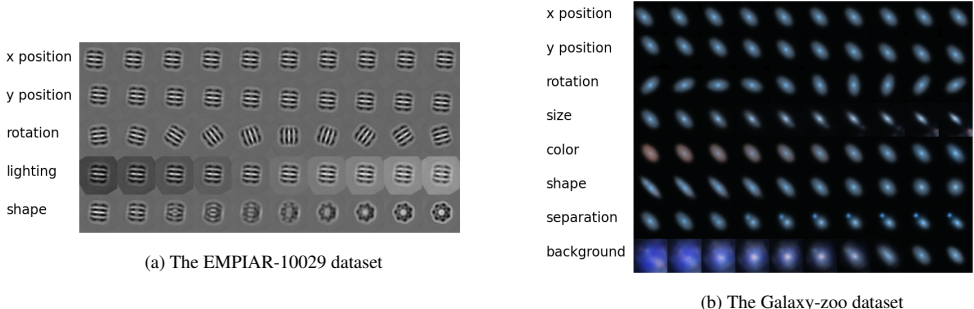 x position
y position
rotation
lighting
shape
(a) The EMPIAR-10029 dataset
x position
y position
rotation
size
color
shape
separation
background
(b) The Galaxy-zoo dataset